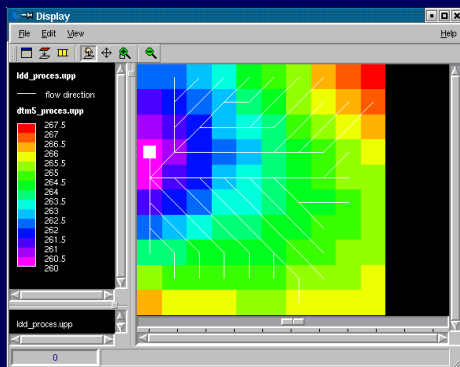 Display
File Edit View Help
ldd_proces.upp
flow direction
dtm5_proces.upp
267.5
267
266.5
266
265.5
265
264.5
264
263.5
263
262.5
262
261.5
261
260.5
260
ldd_proces.upp
0